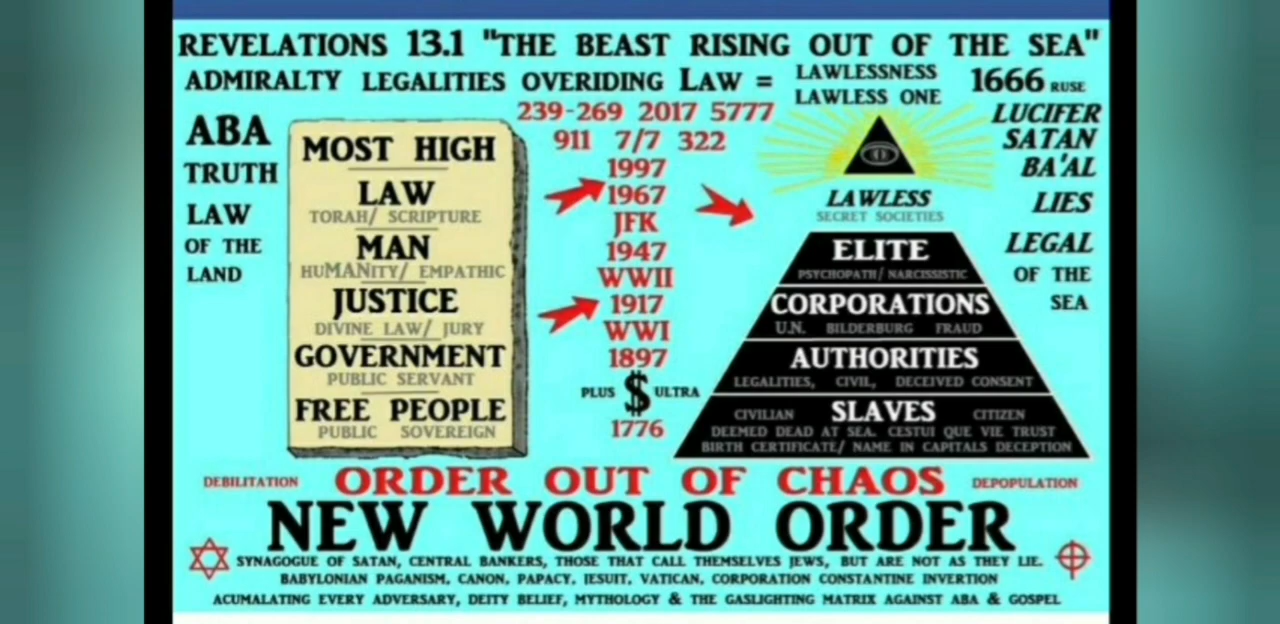 REVELATIONS 13.1 "THE BEAST RISING OUT OF THE SEA"
ADMIRALTY LEGALITIES OVERIDING LAW =
LAWLESSNESS
LAWLESS ONE
1666 RUSE
ABA
TRUTH
LAW
OF THE
LAND
MOST HIGH
LAW
TORAH/ SCRIPTURE
MAN
HUMANITY/ EMPATHIC
JUSTICE
DIVINE LAW/ JURY
GOVERNMENT
PUBLIC SERVANT
FREE PEOPLE
PUBLIC SOVEREIGN
239-269 2017 5777
911 7/7 322
1997
1967
JFK
1947
WWII
1917
WWI
1897
PLUS $ ULTRA
1776
LUCIFER
SATAN
BA'AL
LIES
LEGAL
OF THE
SEA
LAWLESS
SECRET SOCIETIES
ELITE
PSYCHOPATH/ NARCISSISTIC
CORPORATIONS
U.N. BILDERBURG FRAUD
AUTHORITIES
LEGALITIES, CIVIL, DECEIVED CONSENT
CIVILIAN SLAVES CITIZEN
DEEMED DEAD AT SEA. CESTUI QUE VIE TRUST
BIRTH CERTIFICATE/ NAME IN CAPITALS DECEPTION
DEBILITATION ORDER OUT OF CHAOS DEPOPULATION
NEW WORLD ORDER
SYNAGOGUE OF SATAN, CENTRAL BANKERS, THOSE THAT CALL THEMSELVES JEWS, BUT ARE NOT AS THEY LIE.
BABYLONIAN PAGANISM, CANON, PAPACY, JESUIT, VATICAN, CORPORATION CONSTANTINE INVERTION
ACUMALATING EVERY ADVERSARY, DEITY BELIEF, MYTHOLOGY & THE GASLIGHTING MATRIX AGAINST ABA & GOSPEL